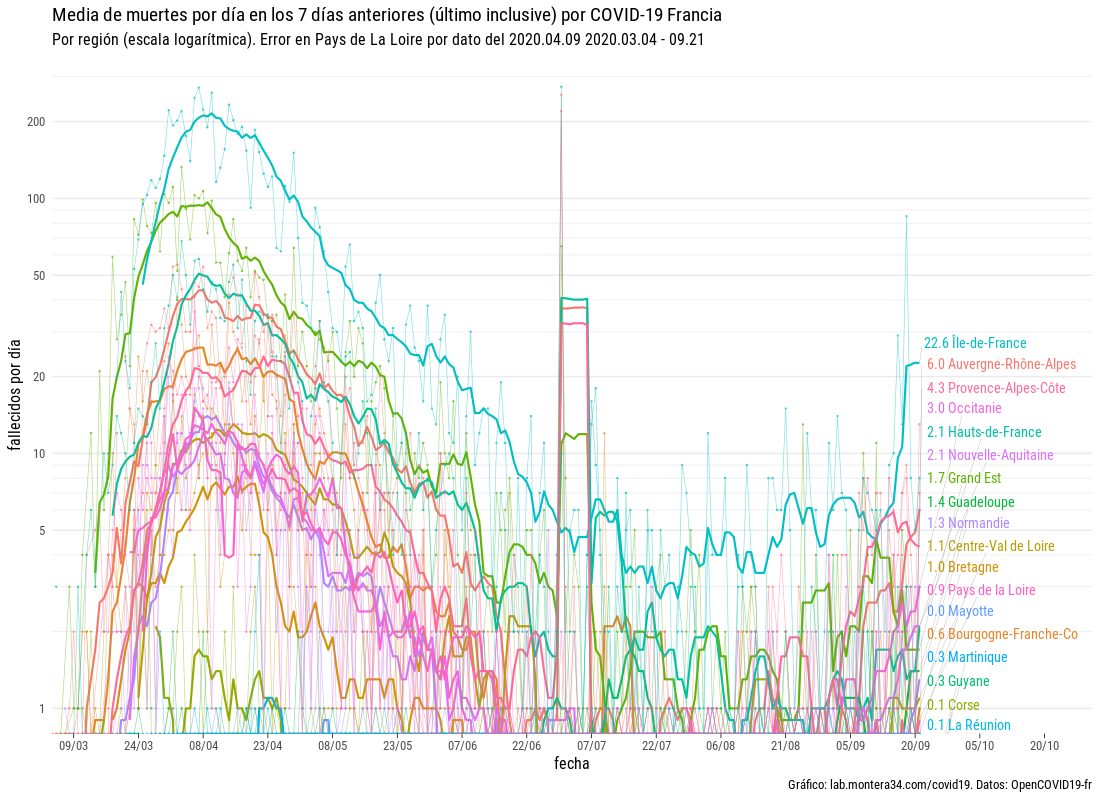 Media de muertes por día en los 7 días anteriores (último inclusive) por COVID-19 Francia
Por región (escala logarítmica). Error en Pays de La Loire por dato del 2020.04.09 2020.03.04 - 09.21
fallecidos por día
200
100
50
20
10
5
1
22.6 Île-de-France
6.0 Auvergne-Rhône-Alpes
4.3 Provence-Alpes-Côte
3.0 Occitanie
2.1 Hauts-de-France
2.1 Nouvelle-Aquitaine
1.7 Grand Est
1.4 Guadeloupe
1.3 Normandie
1.1 Centre-Val de Loire
1.0 Bretagne
0.9 Pays de la Loire
0.0 Mayotte
0.6 Bourgogne-Franche-Co
0.3 Martinique
0.3 Guyane
0.1 Corse
0.1 La Réunion
09/03 24/03 08/04 23/04 08/05 23/05 07/06 22/06 07/07 22/07 06/08 21/08 05/09 20/09 05/10 20/10
fecha
Gráfico: lab.montera34.com/covid19. Datos: OpenCOVID19-fr